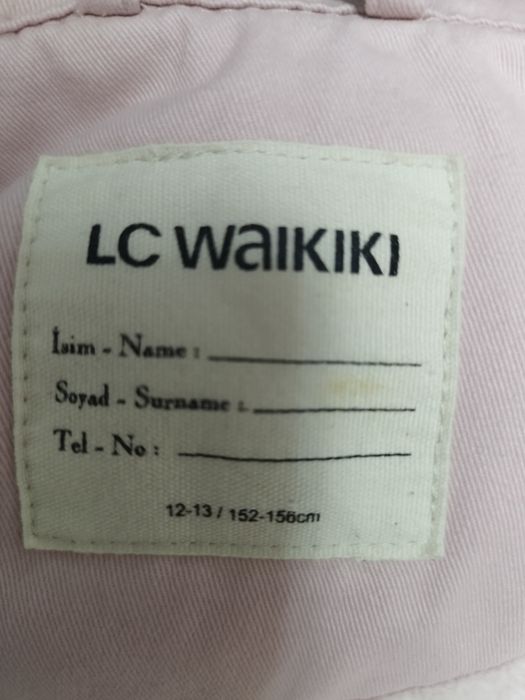 LC WAIKIKI
İsim - Name :
Soyad - Surname :
Tel - No :
12-13 / 152-156cm